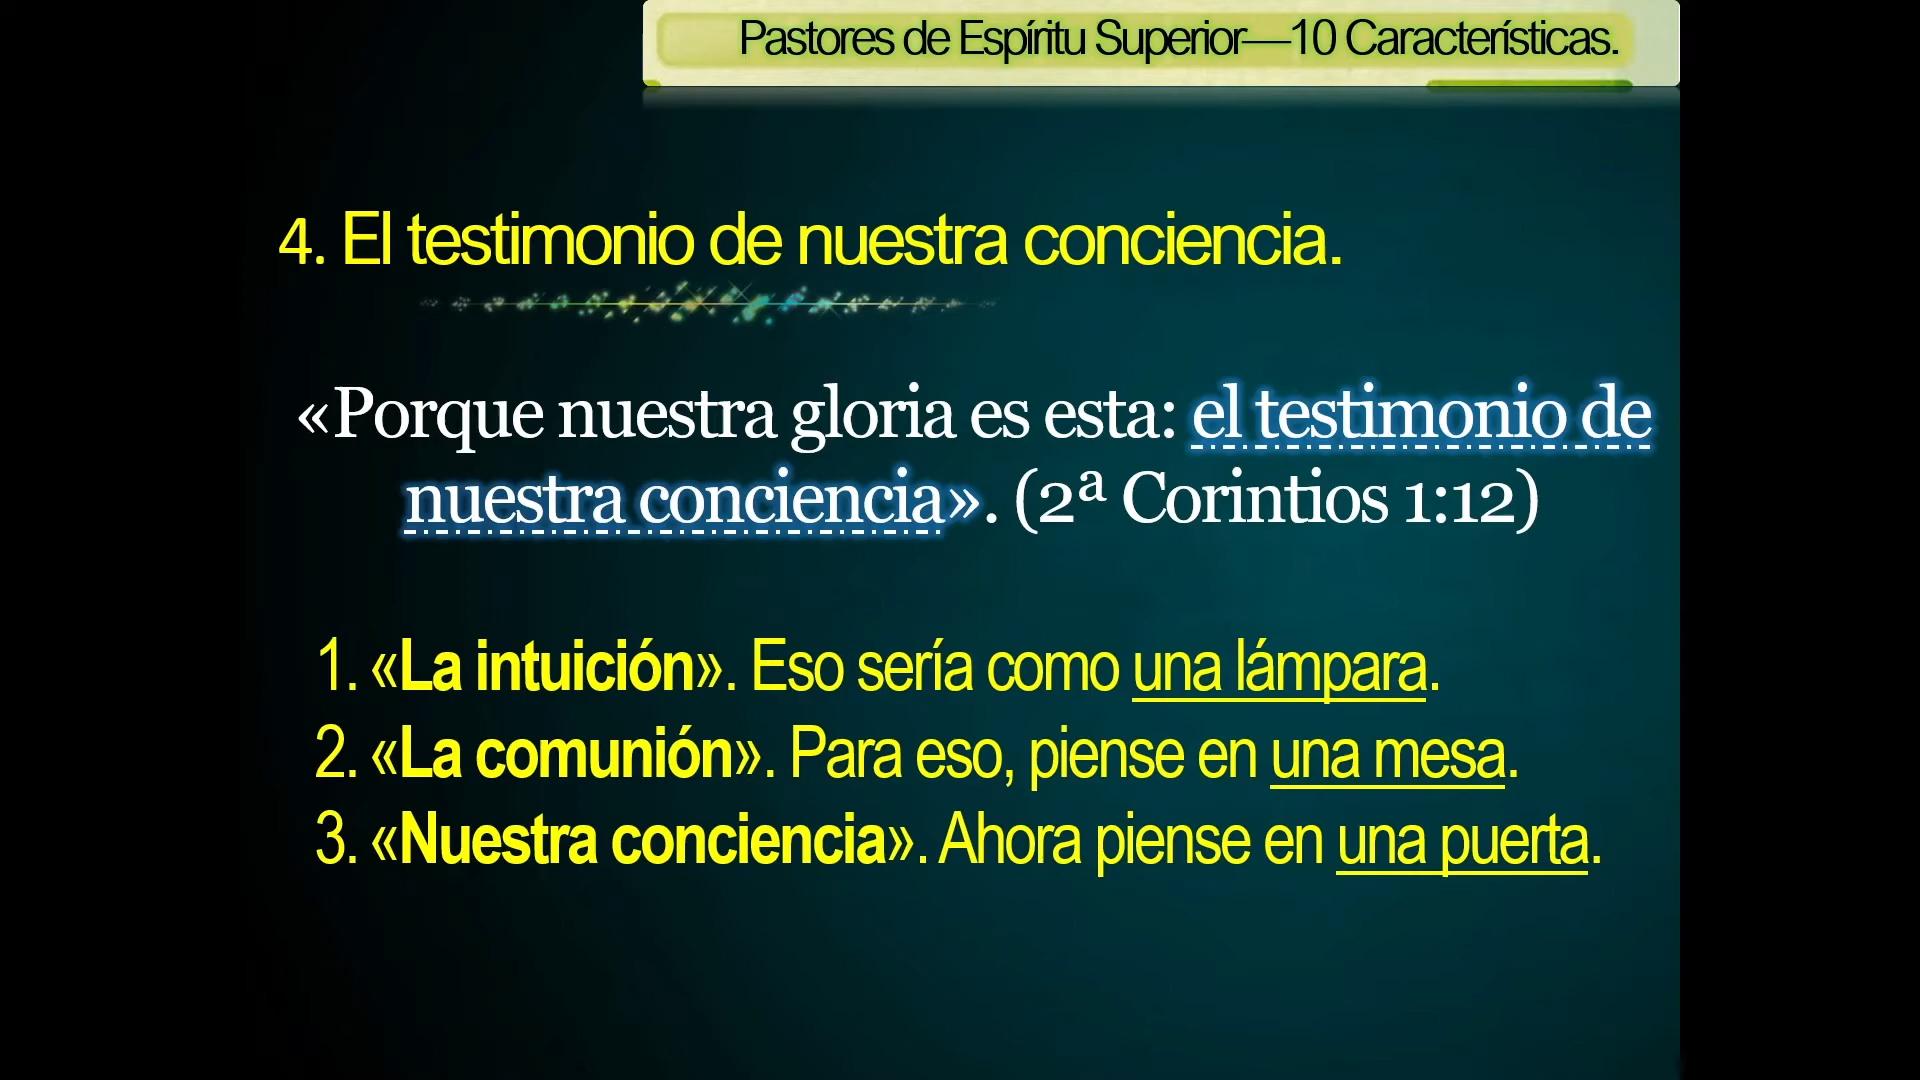 Pastores de Espíritu Superior—10 Características.
4. El testimonio de nuestra conciencia.
«Porque nuestra gloria es esta: el testimonio de
nuestra conciencia». (2ª Corintios 1:12)
1. «La intuición». Eso sería como una lámpara.
2. «La comunión». Para eso, piense en una mesa.
3. «Nuestra conciencia». Ahora piense en una puerta.